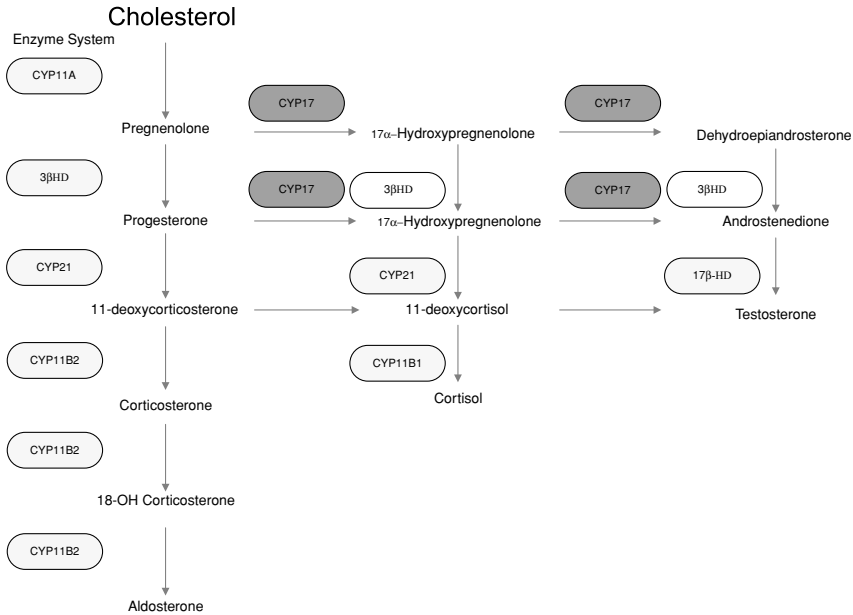 Cholesterol
Enzyme System
CYP11A
CYP17
CYP17
Pregnenolone
17α–Hydroxypregnenolone
Dehydroepiandrosterone
3βHD
CYP17
3βHD
CYP17
3βHD
Progesterone
17α–Hydroxypregnenolone
Androstenedione
CYP21
CYP21
17β-HD
11-deoxycorticosterone
11-deoxycortisol
Testosterone
CYP11B2
CYP11B1
Corticosterone
Cortisol
CYP11B2
18-OH Corticosterone
CYP11B2
Aldosterone